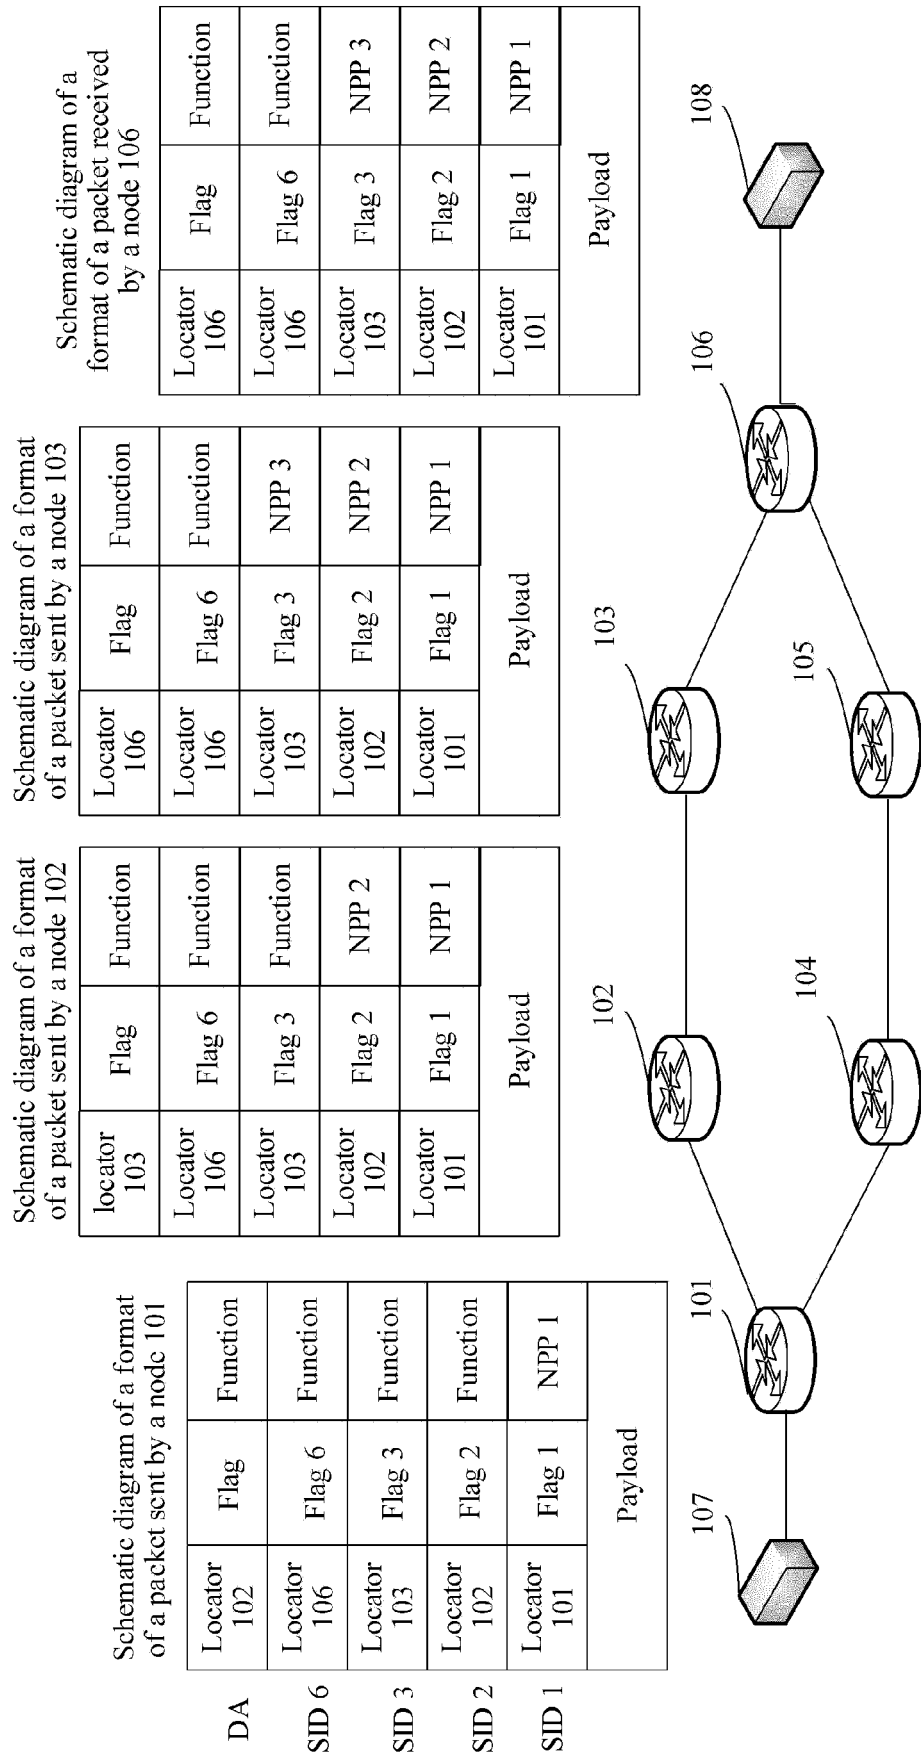 Schematic diagram of a format
of a packet sent by a node 101
DA
Locator
102
Flag
Function
SID 6
Locator
106
Flag 6
Function
SID 3
Locator
103
Flag 3
Function
SID 2
Locator
102
Flag 2
Function
SID 1
Locator
101
Flag 1
NPP 1
Payload
Schematic diagram of a format
of a packet sent by a node 102
locator
103
Flag
Function
Locator
106
Flag 6
Function
Locator
103
Flag 3
Function
Locator
102
Flag 2
NPP 2
Locator
101
Flag 1
NPP 1
Payload
Schematic diagram of a format
of a packet sent by a node 103
Locator
106
Flag
Function
Locator
106
Flag 6
Function
Locator
103
Flag 3
NPP 3
Locator
102
Flag 2
NPP 2
Locator
101
Flag 1
NPP 1
Payload
Schematic diagram of a
format of a packet received
by a node 106
Locator
106
Flag
Function
Locator
106
Flag 6
Function
Locator
103
Flag 3
NPP 3
Locator
102
Flag 2
NPP 2
Locator
101
Flag 1
NPP 1
Payload
107
101
102
103
104
105
106
108